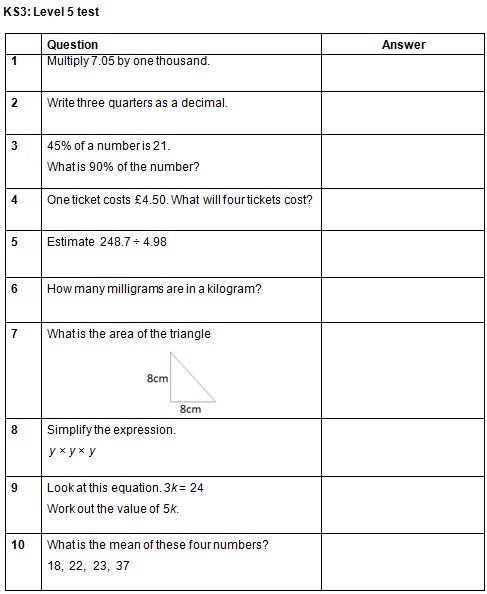 KS3: Level 5 test
Question Answer
1 Multiply 7.05 by one thousand.
2 Write three quarters as a decimal.
3 45% of a number is 21.
What is 90% of the number?
4 One ticket costs £4.50. What will four tickets cost?
5 Estimate 248.7 ÷ 4.98
6 How many milligrams are in a kilogram?
7 What is the area of the triangle
8cm
8cm
8 Simplify the expression.
y × y × y
9 Look at this equation. 3k = 24
Work out the value of 5k.
10 What is the mean of these four numbers?
18, 22, 23, 37